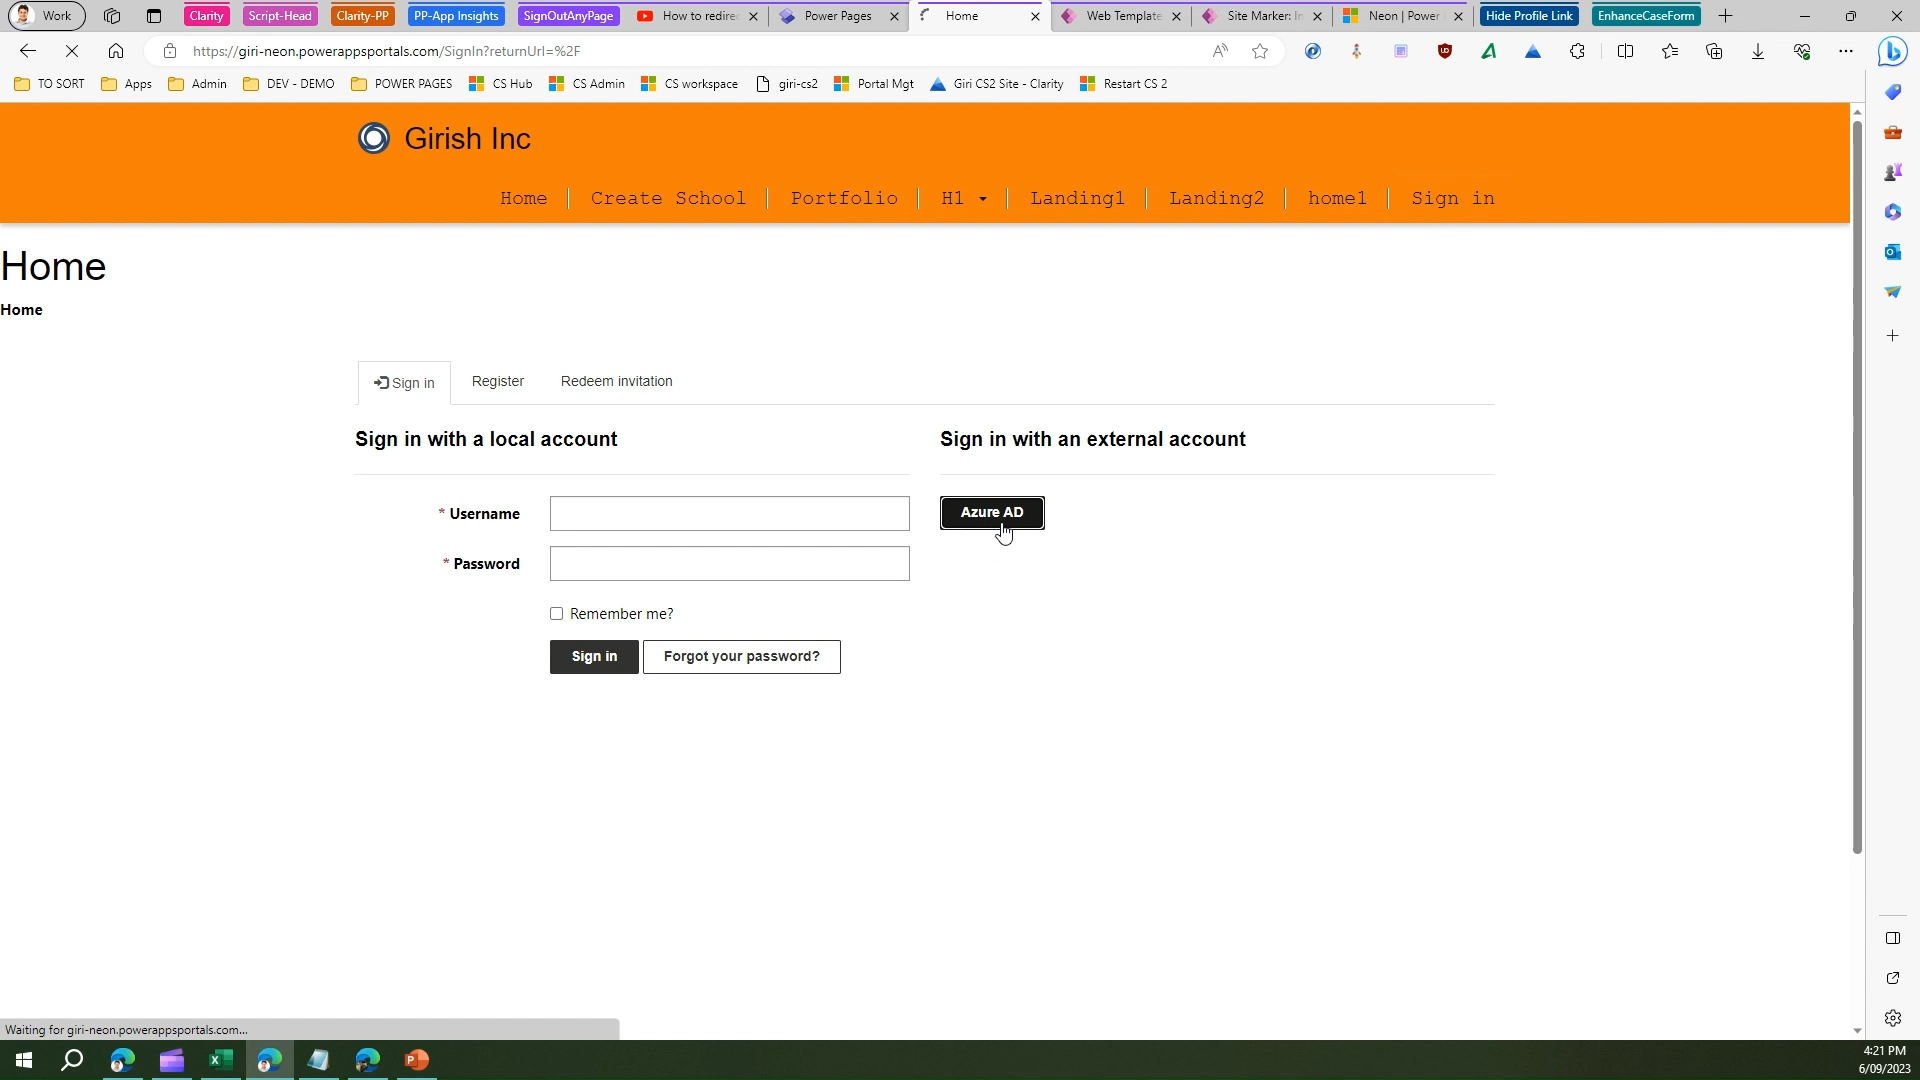 Work
Clarity
Script-Head
Clarity-PP
PP-App Insights
SignOutAnyPage
How to redire
Power Pages
Home
Web Template
Site Marker: In
Neon | Power
Hide Profile Link
EnhanceCaseForm
https://giri-neon.powerappsportals.com/SignIn?returnUrl=%2F
TO SORT
Apps
Admin
DEV - DEMO
POWER PAGES
CS Hub
CS Admin
CS workspace
giri-cs2
Portal Mgt
Giri CS2 Site - Clarity
Restart CS 2
Girish Inc
Home
Create School
Portfolio
H1
Landing1
Landing2
home1
Sign in
Home
Home
Sign in
Register
Redeem invitation
Sign in with a local account
Sign in with an external account
* Username
Azure AD
* Password
Remember me?
Sign in
Forgot your password?
Waiting for giri-neon.powerappsportals.com...
4:21 PM
6/09/2023